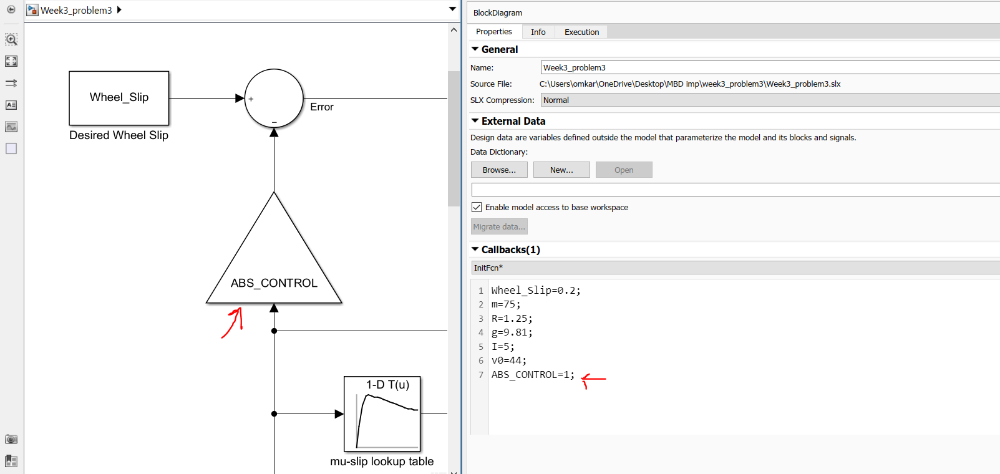 Week3_problem3
Wheel_Slip
Desired Wheel Slip
+
−
Error
ABS_CONTROL
1-D T(u)
mu-slip lookup table
BlockDiagram
Properties Info Execution
General
Name: Week3_problem3
Source File: C:\Users\omkar\OneDrive\Desktop\MBD imp\week3_problem3\Week3_problem3.slx
SLX Compression: Normal
External Data
Design data are variables defined outside the model that parameterize the model and its blocks and signals.
Data Dictionary:
Browse... New... Open
Enable model access to base workspace
Migrate data...
Callbacks(1)
InitFcn*
1 Wheel_Slip=0.2;
2 m=75;
3 R=1.25;
4 g=9.81;
5 I=5;
6 v0=44;
7 ABS_CONTROL=1;